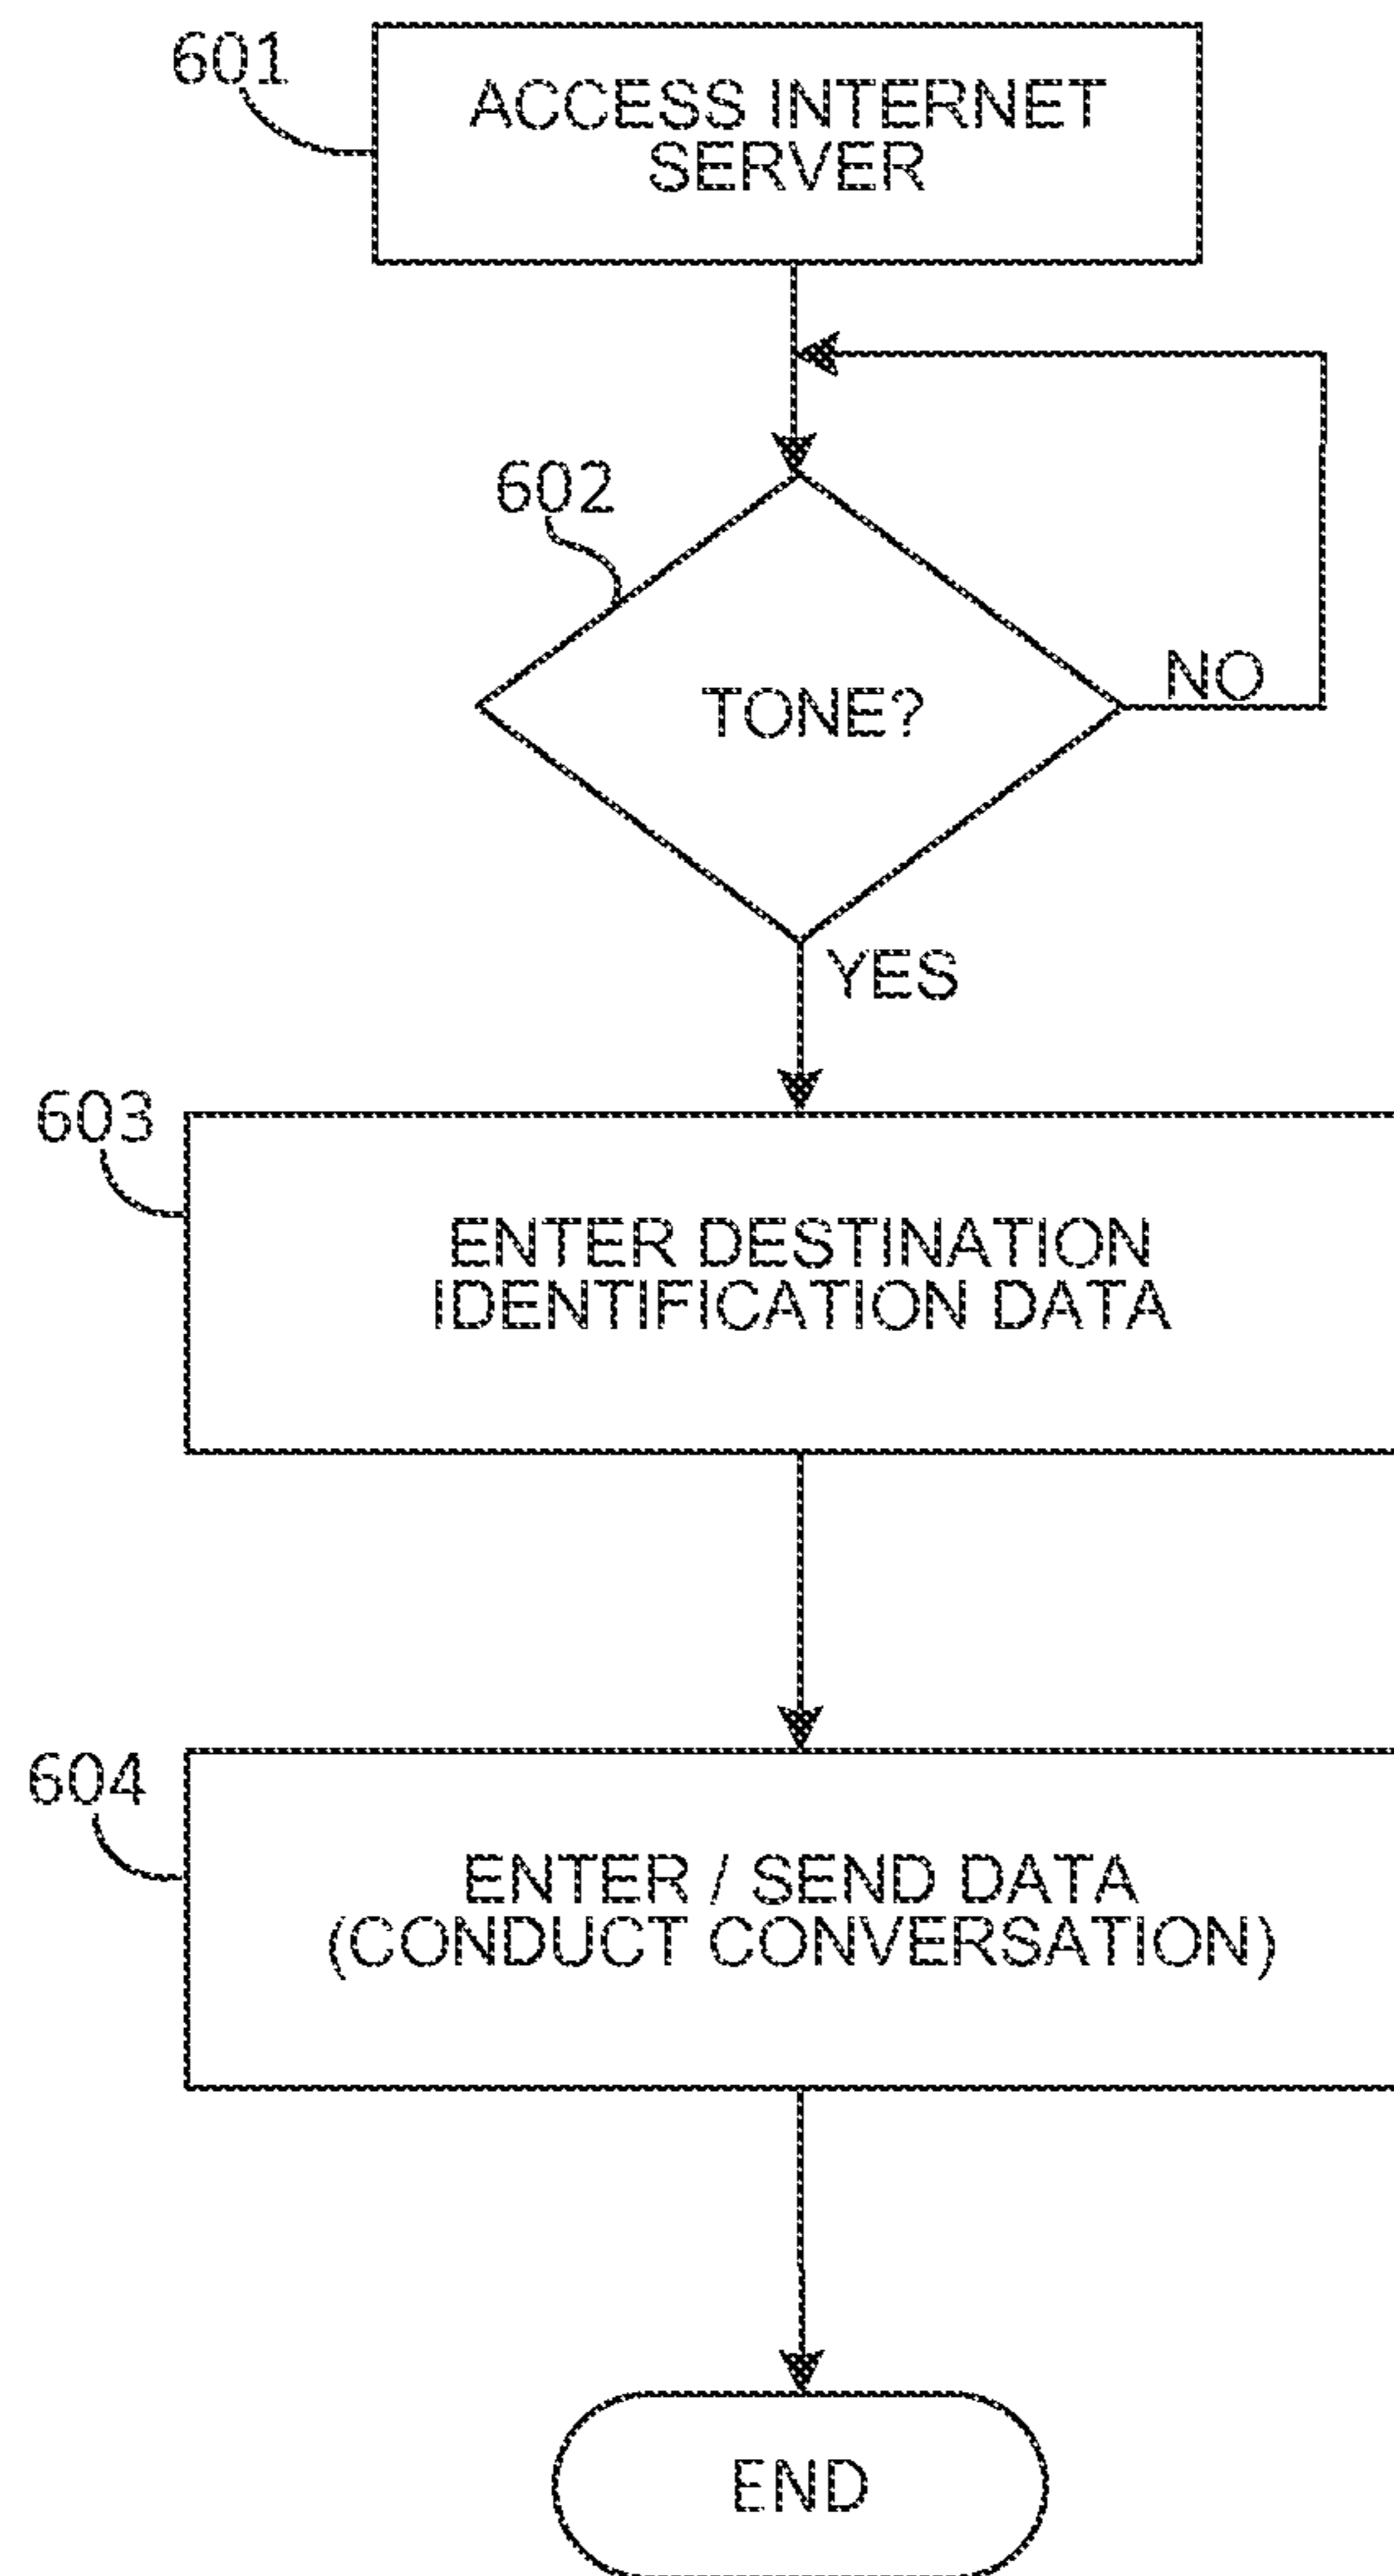 601
ACCESS INTERNET
SERVER
602
TONE?
NO
YES
603
ENTER DESTINATION
IDENTIFICATION DATA
604
ENTER / SEND DATA
(CONDUCT CONVERSATION)
END